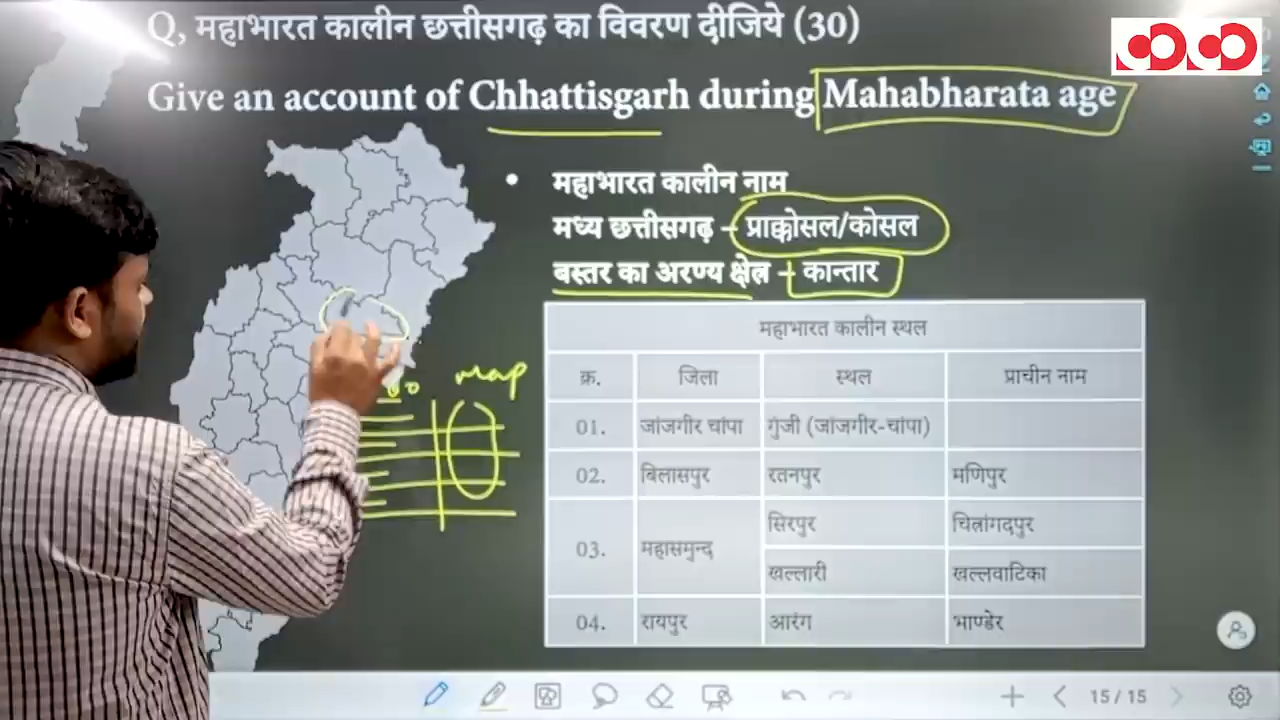 Q, महाभारत कालीन छत्तीसगढ़ का विवरण दीजिये (30)
Give an account of Chhattisgarh during Mahabharata age
• महाभारत कालीन नाम
मध्य छत्तीसगढ़ – प्राक्कोसल/कोसल
बस्तर का अरण्य क्षेत्र – कान्तार
map
महाभारत कालीन स्थल
क्र. जिला स्थल प्राचीन नाम
01. जांजगीर चांपा गुंजी (जांजगीर-चांपा)
02. बिलासपुर रतनपुर मणिपुर
03. महासमुन्द सिरपुर चित्रांगदपुर
खल्लारी खल्लवाटिका
04. रायपुर आरंग भाण्डेर
15 / 15